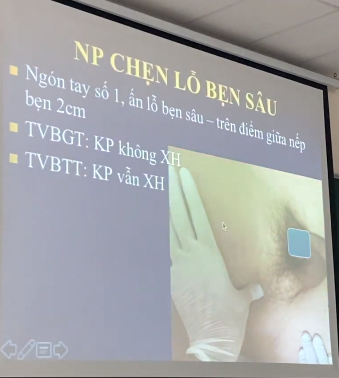 NP CHẸN LỖ BẸN SÂU
Ngón tay số 1, ấn lỗ bẹn sâu – trên điểm giữa nếp
bẹn 2cm
TVBGT: KP không XH
TVBTT: KP vẫn XH